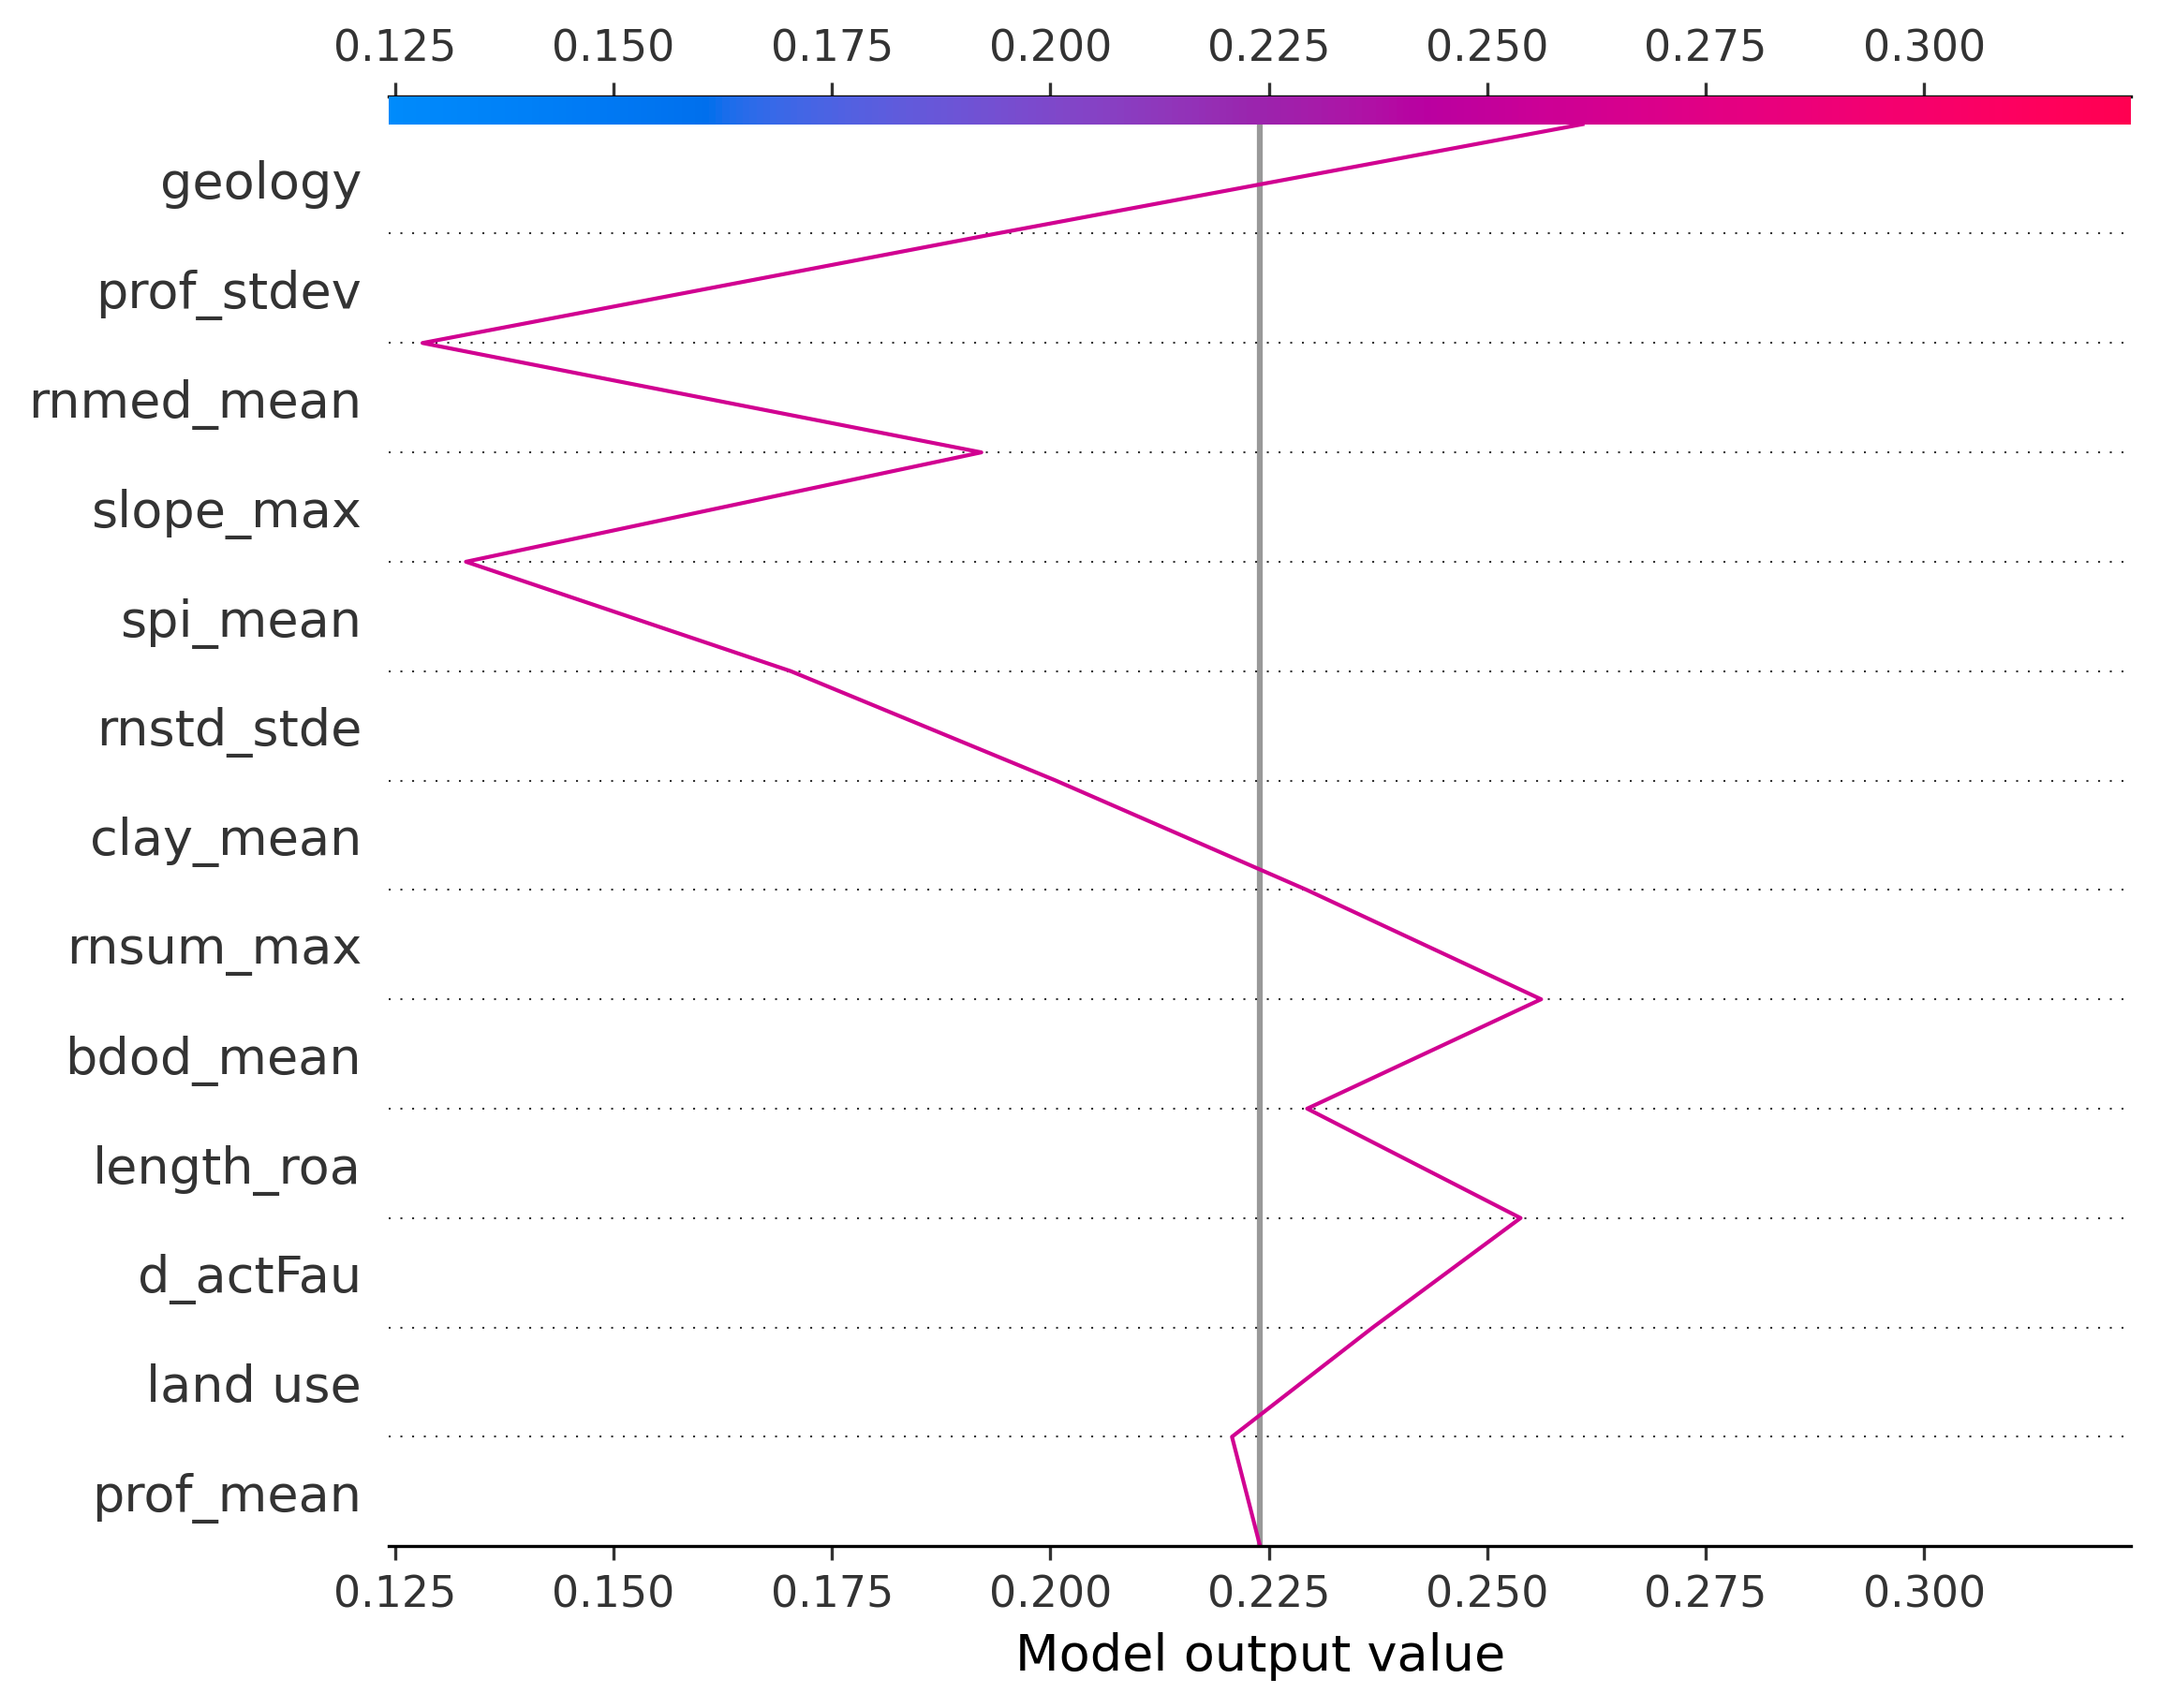 0.125 0.150 0.175 0.200 0.225 0.250 0.275 0.300
geology
prof_stdev
rnmed_mean
slope_max
spi_mean
rnstd_stde
clay_mean
rnsum_max
bdod_mean
length_roa
d_actFau
land use
prof_mean
0.125 0.150 0.175 0.200 0.225 0.250 0.275 0.300
Model output value